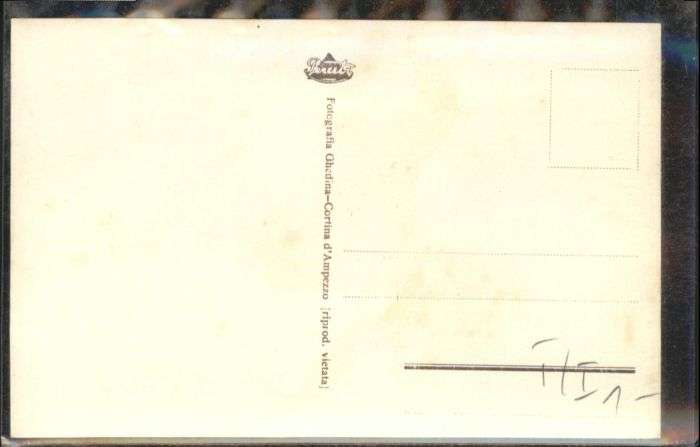 Fotografia Ghedina—Cortina d'Ampezzo [riprod. vietata]